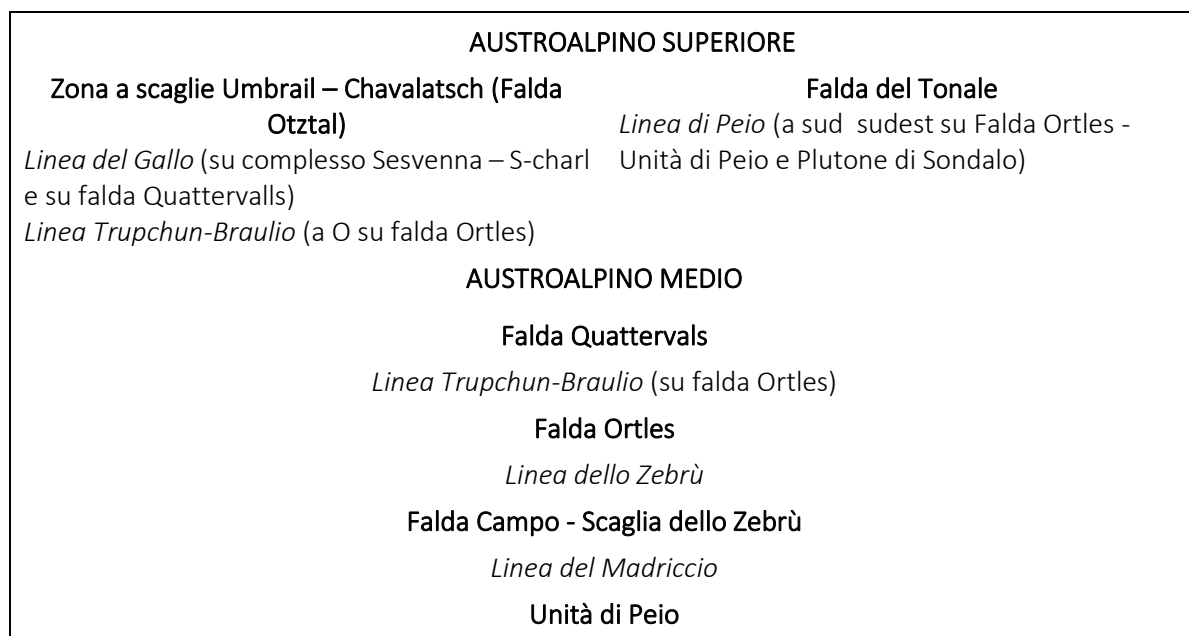 AUSTROALPINO SUPERIORE
Zona a scaglie Umbrail – Chavalatsch (Falda
Otztal)
Linea del Gallo (su complesso Sesvenna – S-charl
e su falda Quattervalls)
Linea Trupchun-Braulio (a O su falda Ortles)
Falda del Tonale
Linea di Peio (a sud  sudest su Falda Ortles -
Unità di Peio e Plutone di Sondalo)
AUSTROALPINO MEDIO
Falda Quattervals
Linea Trupchun-Braulio (su falda Ortles)
Falda Ortles
Linea dello Zebrù
Falda Campo - Scaglia dello Zebrù
Linea del Madriccio
Unità di Peio